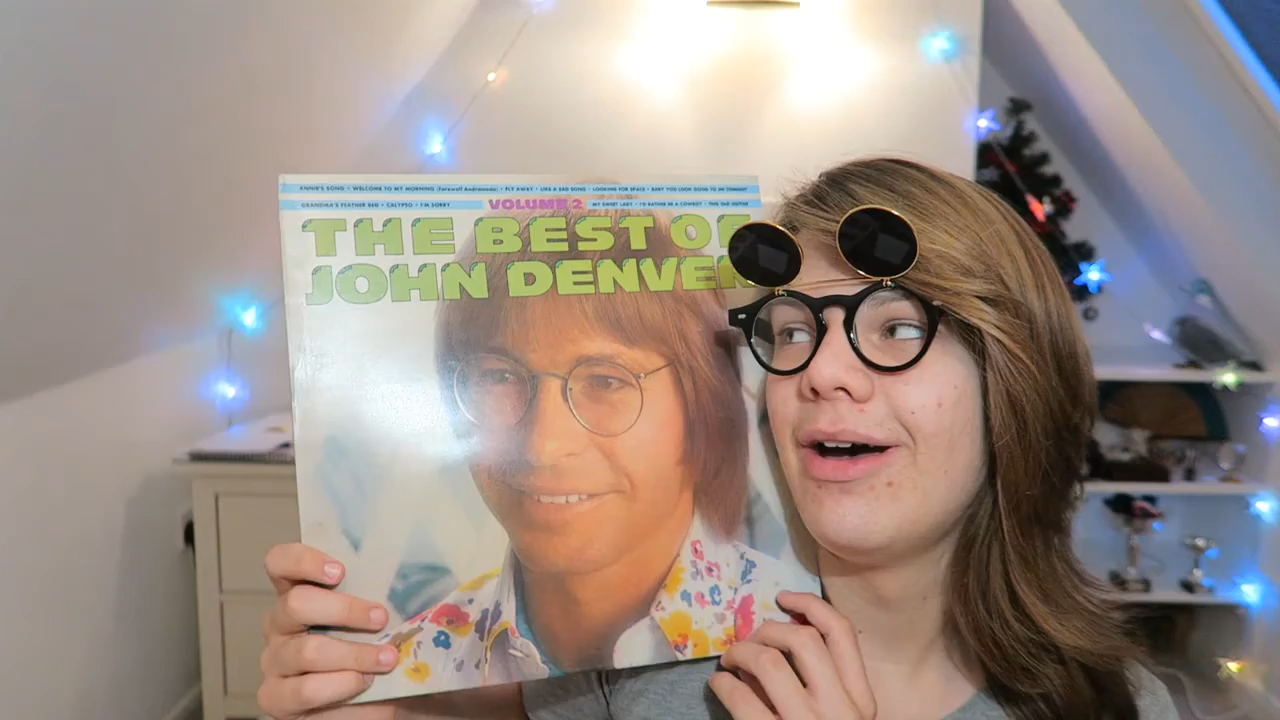 ANNIE'S SONG • WELCOME TO MY MORNING (Farewell Andromeda) • FLY AWAY • LIKE A SAD SONG • LOOKING FOR SPACE • BABY YOU LOOK GOOD TO ME TONIGHT
GRANDMA'S FEATHER BED • CALYPSO • I'M SORRY VOLUME 2 MY SWEET LADY • I'D RATHER BE A COWBOY • THIS OLD GUITAR
THE BEST OF
JOHN DENVER